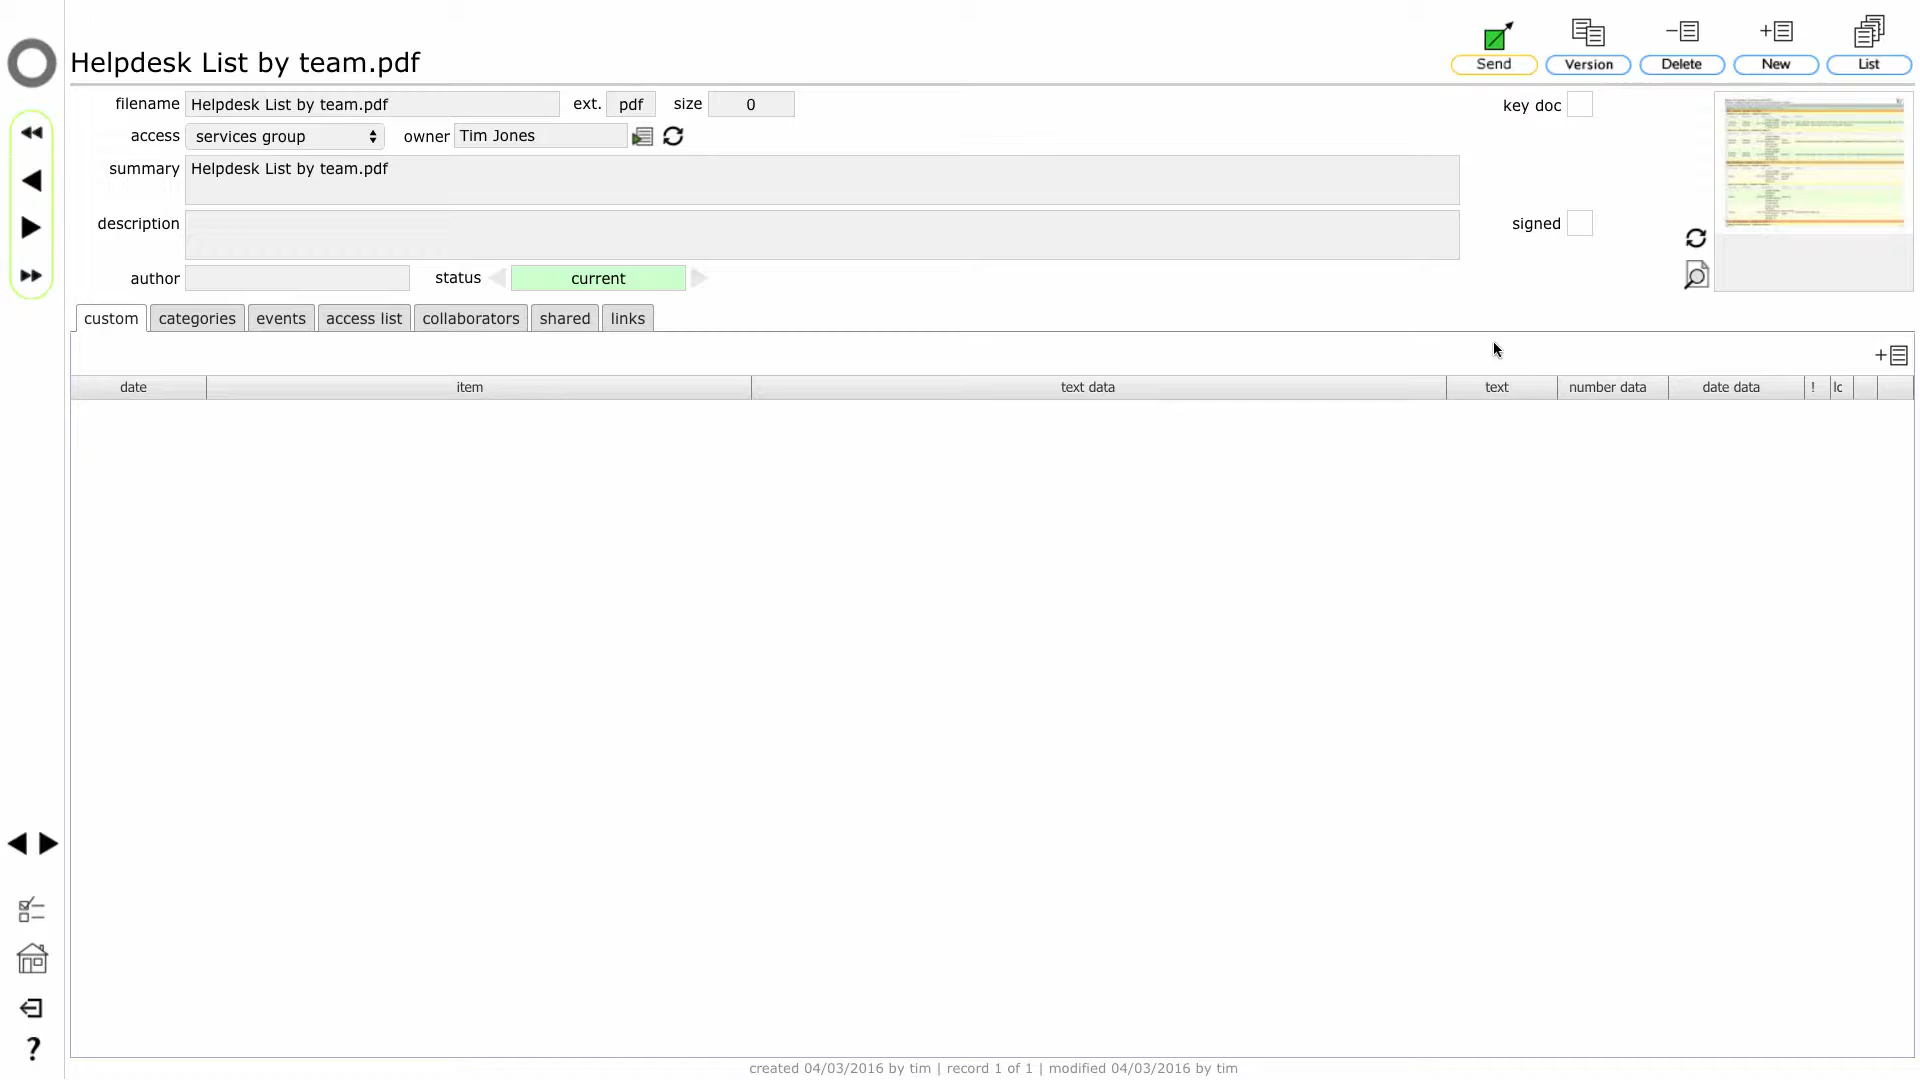 Helpdesk List by team.pdf
Send Version Delete New List
filename Helpdesk List by team.pdf ext. pdf size 0 key doc
access services group owner Tim Jones
summary Helpdesk List by team.pdf
description signed
author status current
custom categories events access list collaborators shared links
date item text data text number data date data ! lc
?
created 04/03/2016 by tim | record 1 of 1 | modified 04/03/2016 by tim